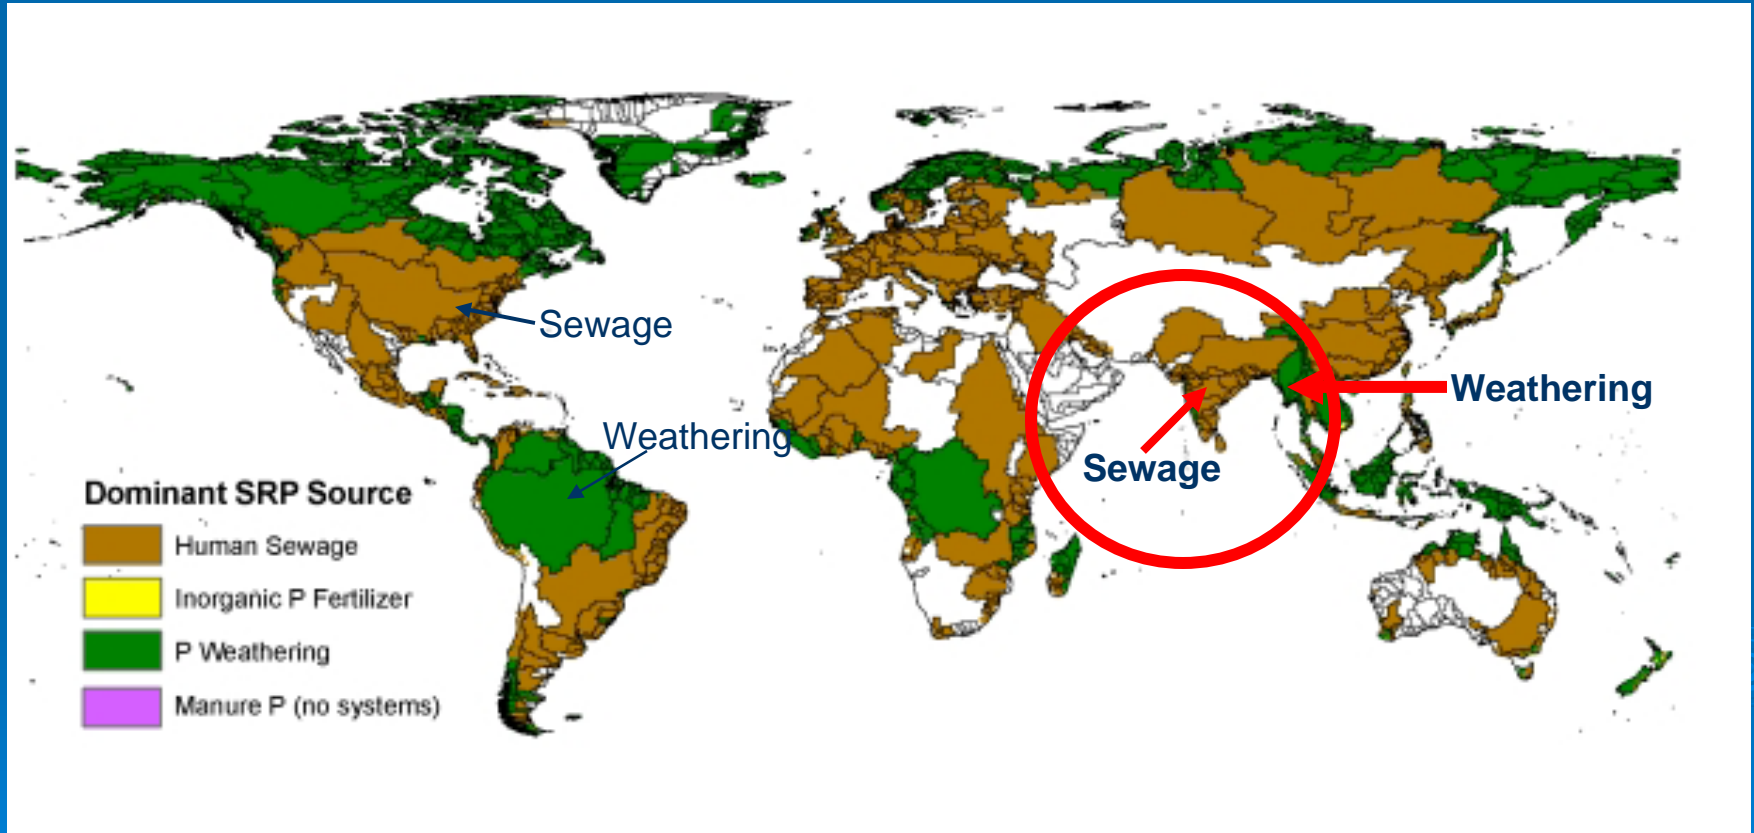 Sewage
Weathering
Weathering
Sewage
Dominant SRP Source
Human Sewage
Inorganic P Fertilizer
P Weathering
Manure P (no systems)